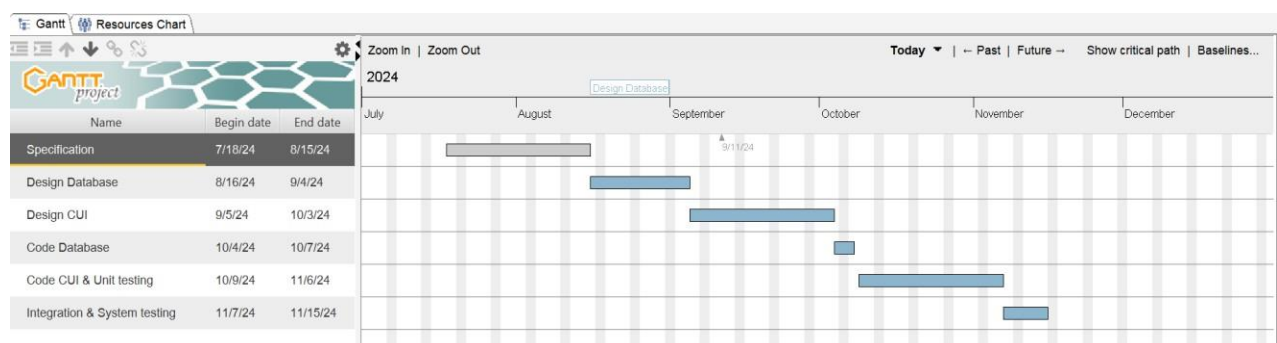 Gantt Resources Chart
Zoom In | Zoom Out Today ▼ | ← Past | Future → Show critical path | Baselines...
GANTT
project
2024
Design Database
July August September October November December
Name Begin date End date
9/11/24
Specification 7/18/24 8/15/24
Design Database 8/16/24 9/4/24
Design CUI 9/5/24 10/3/24
Code Database 10/4/24 10/7/24
Code CUI & Unit testing 10/9/24 11/6/24
Integration & System testing 11/7/24 11/15/24